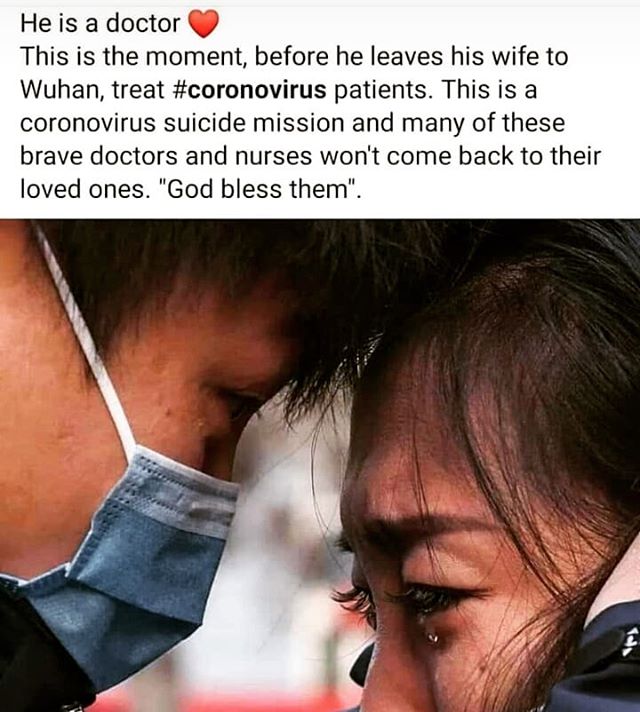 He is a doctor ❤️
This is the moment, before he leaves his wife to
Wuhan, treat #coronovirus patients. This is a
coronovirus suicide mission and many of these
brave doctors and nurses won't come back to their
loved ones. "God bless them".